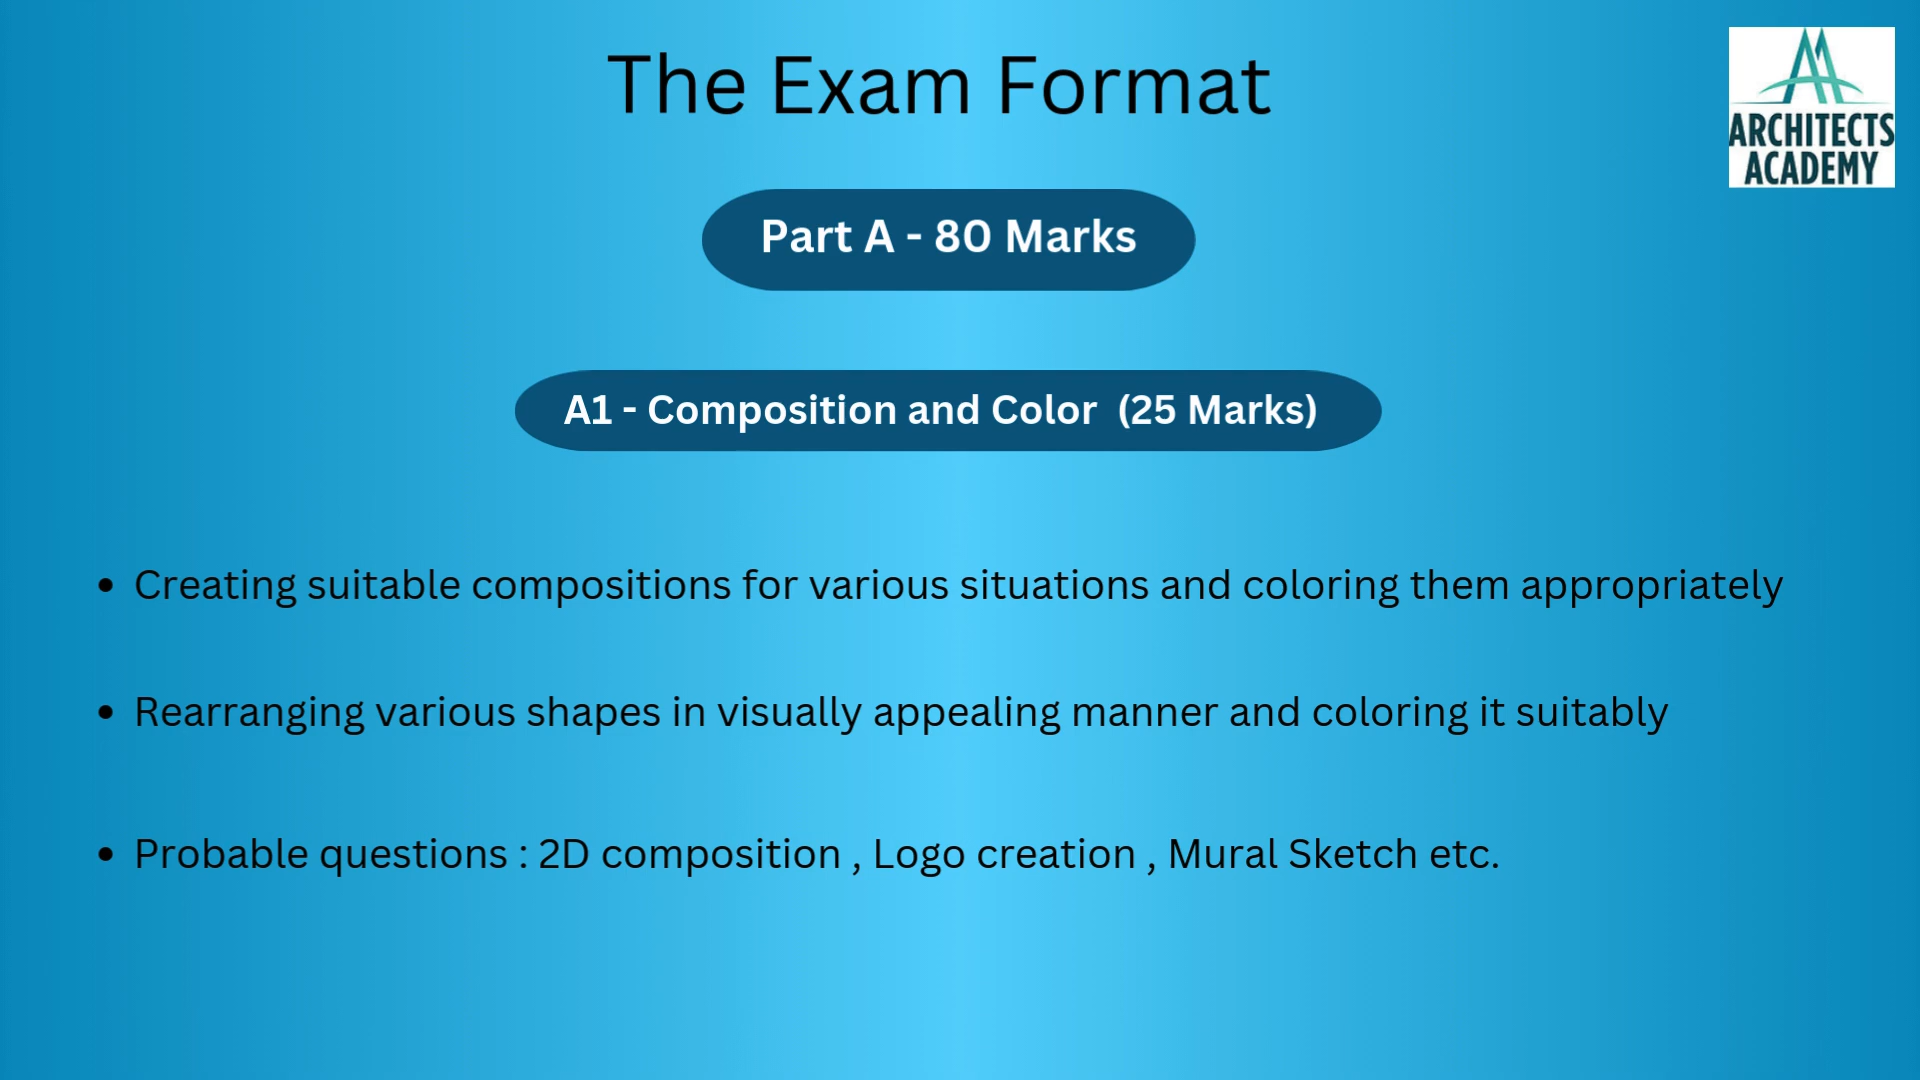 The Exam Format
ARCHITECTS
ACADEMY
Part A - 80 Marks
A1 - Composition and Color (25 Marks)
• Creating suitable compositions for various situations and coloring them appropriately
• Rearranging various shapes in visually appealing manner and coloring it suitably
• Probable questions : 2D composition , Logo creation , Mural Sketch etc.